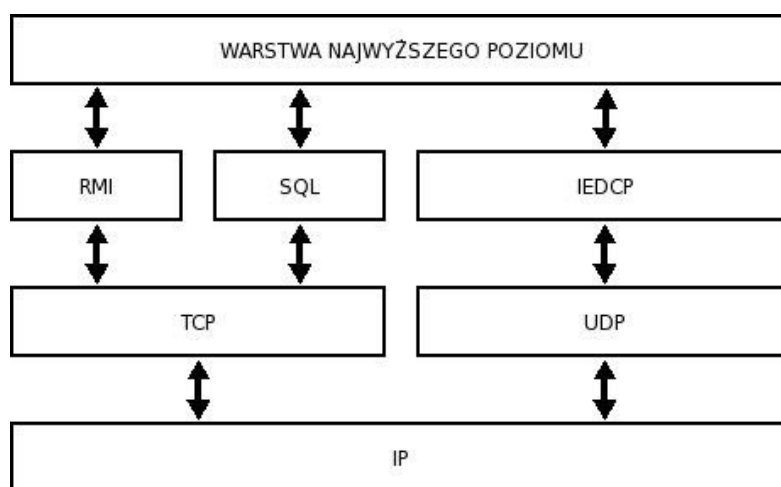 WARSTWA NAJWYŻSZEGO POZIOMU
RMI
SQL
IEDCP
TCP
UDP
IP